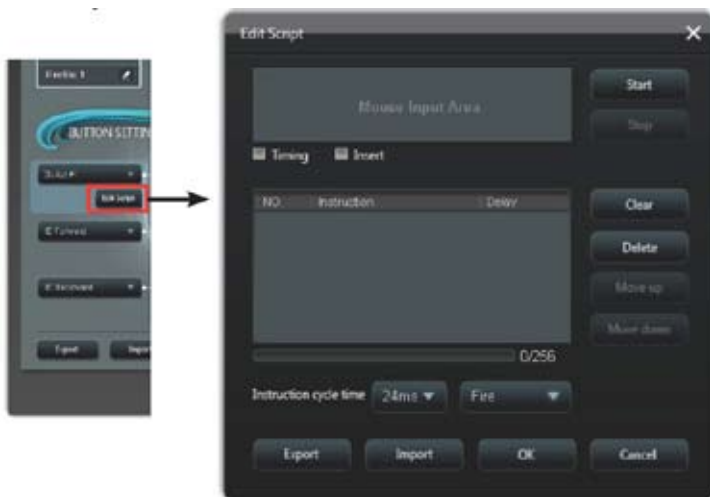 Edit Script
Mouse Input Area
Start
Stop
Timing
Insert
BUTTON SETTIN
Edit Script
NO.
Instruction
Delay
Clear
Delete
Move up
Move down
0/256
Instruction cycle time
24ms
Fire
Export
Import
OK
Cancel
Export